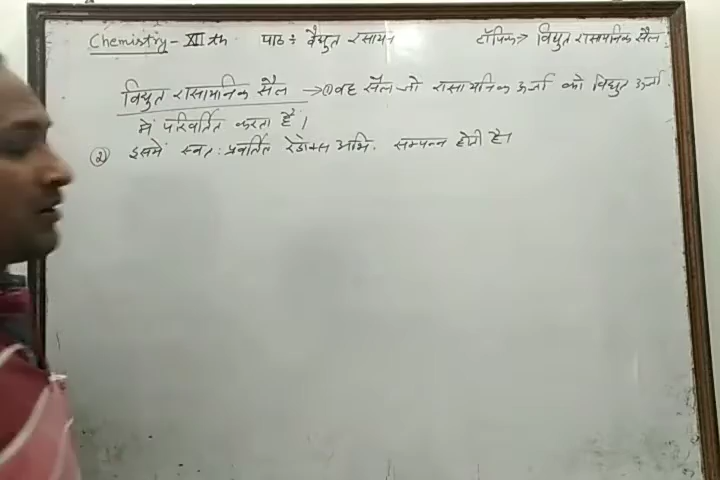 Chemistry - XII th पाठ ÷ वैद्युत रसायन टॉपिक → विद्युत रासायनिक सैल
विद्युत रासायनिक सैल → ① वह सैल जो रासायनिक ऊर्जा को विद्युत ऊर्जा
में परिवर्तित करता है।
② इसमें स्वत: प्रवर्तित रेडॉक्स अभि. सम्पन्न होती है।